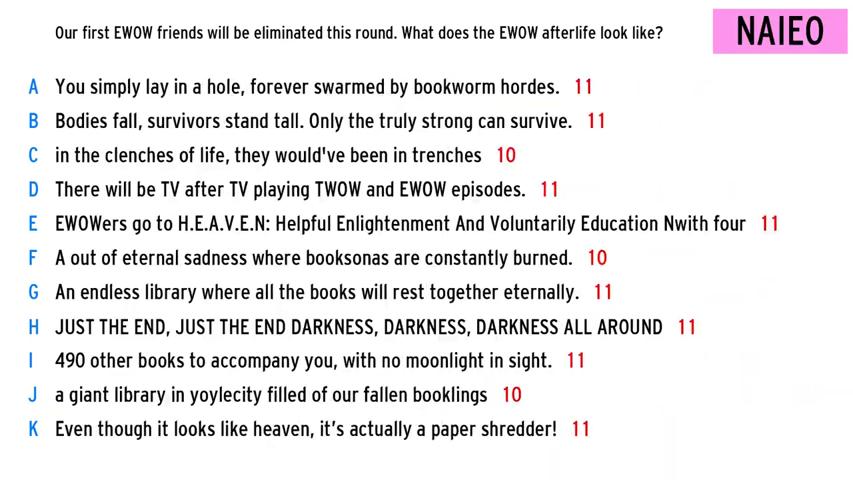 Our first EWOW friends will be eliminated this round. What does the EWOW afterlife look like?
NAIEO
A You simply lay in a hole, forever swarmed by bookworm hordes. 11
B Bodies fall, survivors stand tall. Only the truly strong can survive. 11
C in the clenches of life, they would've been in trenches 10
D There will be TV after TV playing TWOW and EWOW episodes. 11
E EWOWers go to H.E.A.V.E.N: Helpful Enlightenment And Voluntarily Education Nwith four 11
F A out of eternal sadness where booksonas are constantly burned. 10
G An endless library where all the books will rest together eternally. 11
H JUST THE END, JUST THE END DARKNESS, DARKNESS, DARKNESS ALL AROUND 11
I 490 other books to accompany you, with no moonlight in sight. 11
J a giant library in yoylecity filled of our fallen booklings 10
K Even though it looks like heaven, it's actually a paper shredder! 11